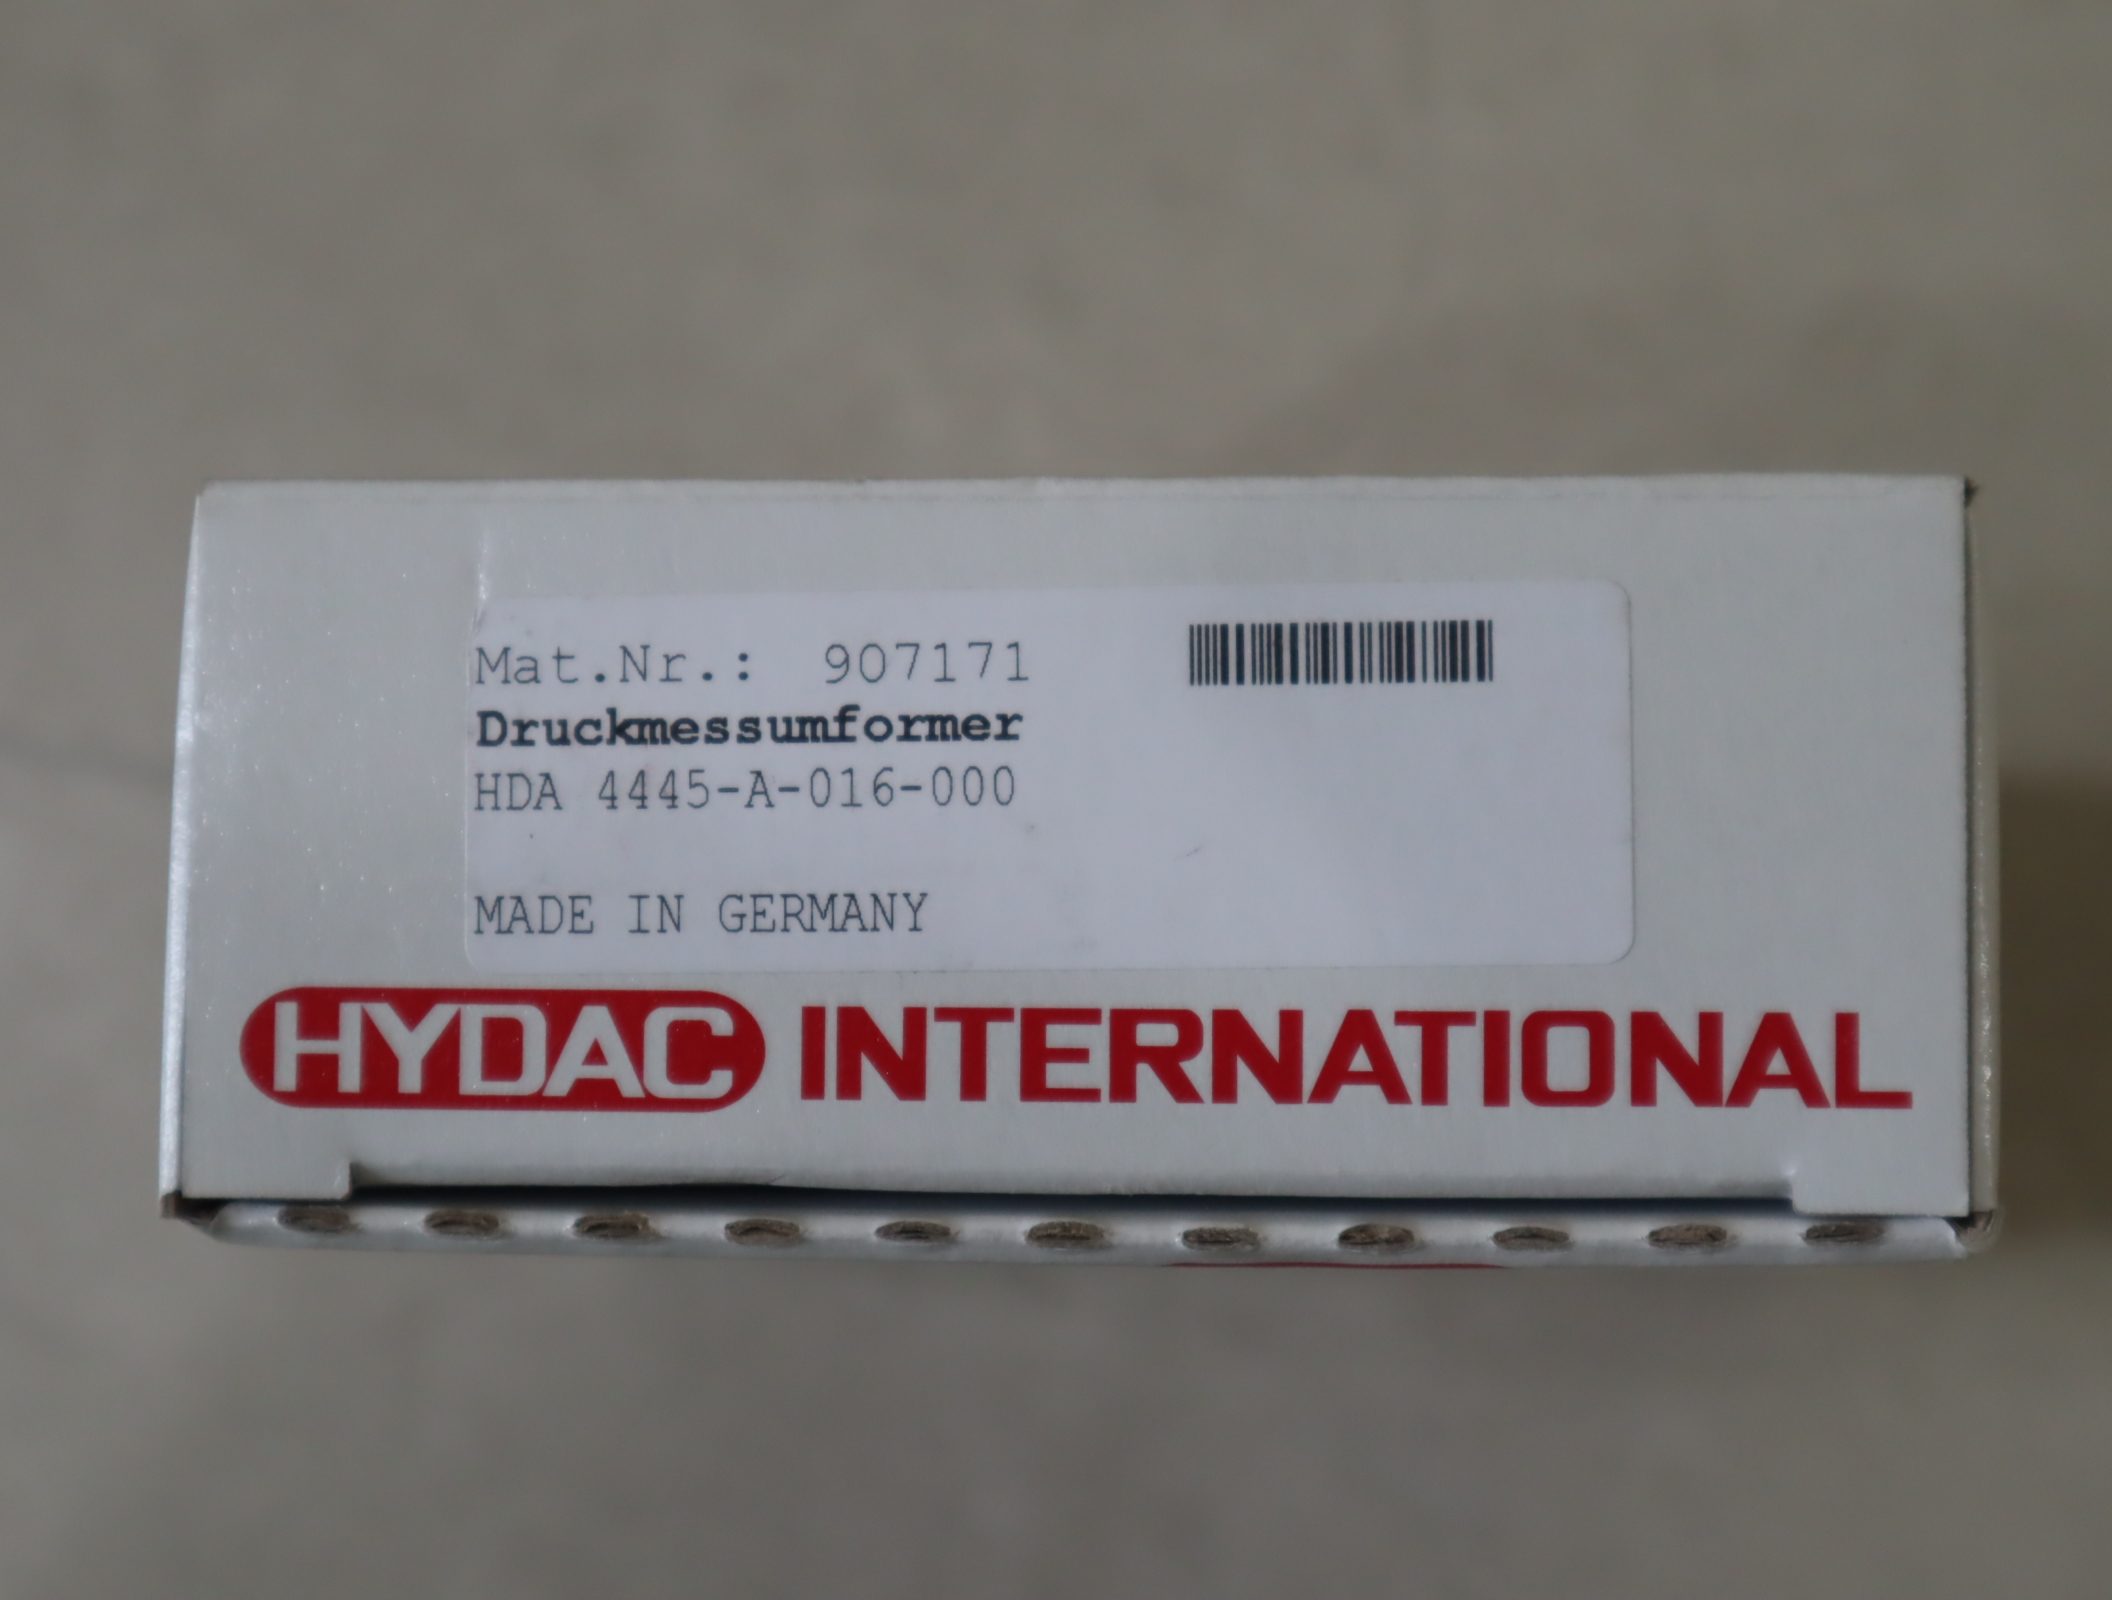 Mat.Nr.: 907171
Druckmessumformer
HDA 4445-A-016-000
MADE IN GERMANY
HYDAC INTERNATIONAL